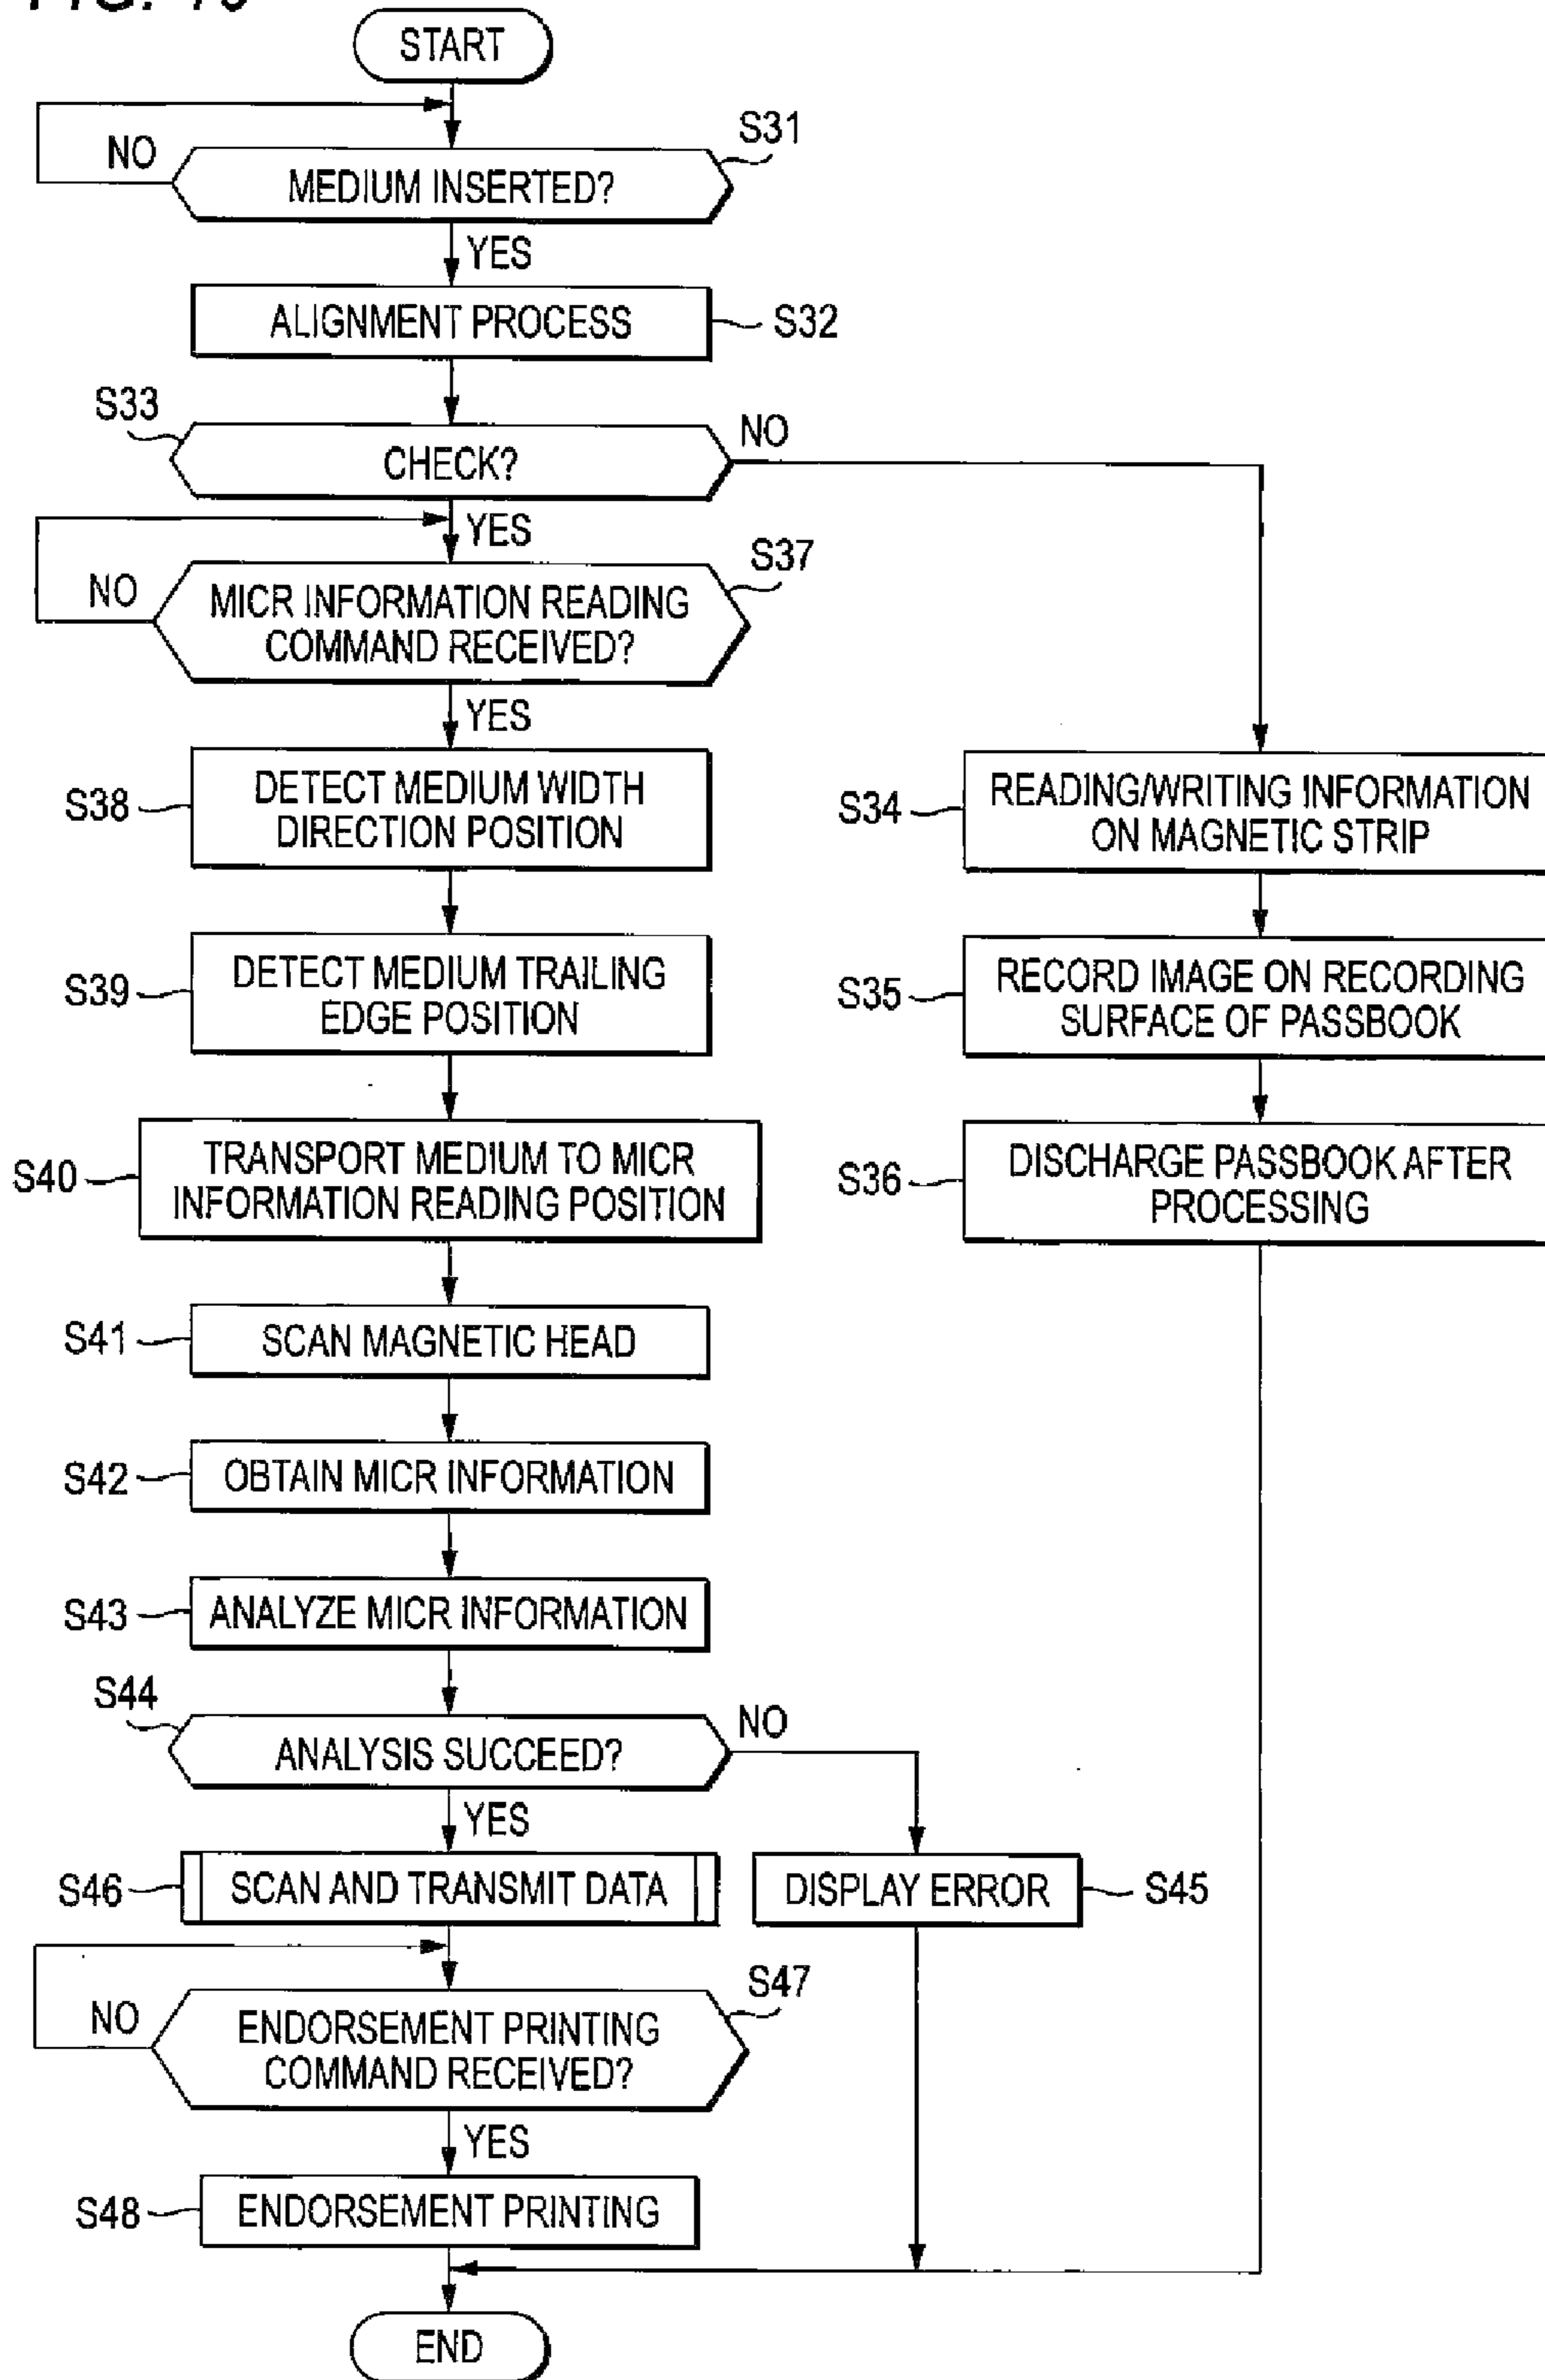 START
NO
S31
MEDIUM INSERTED?
YES
ALIGNMENT PROCESS
S32
S33
CHECK?
NO
YES
S37
NO
MICR INFORMATION READING
COMMAND RECEIVED?
YES
S38
DETECT MEDIUM WIDTH
DIRECTION POSITION
S34
READING/WRITING INFORMATION
ON MAGNETIC STRIP
S39
DETECT MEDIUM TRAILING
EDGE POSITION
S35
RECORD IMAGE ON RECORDING
SURFACE OF PASSBOOK
S40
TRANSPORT MEDIUM TO MICR
INFORMATION READING POSITION
S36
DISCHARGE PASSBOOK AFTER
PROCESSING
S41
SCAN MAGNETIC HEAD
S42
OBTAIN MICR INFORMATION
S43
ANALYZE MICR INFORMATION
S44
ANALYSIS SUCCEED?
NO
YES
S46
SCAN AND TRANSMIT DATA
DISPLAY ERROR
S45
S47
NO
ENDORSEMENT PRINTING
COMMAND RECEIVED?
YES
S48
ENDORSEMENT PRINTING
END